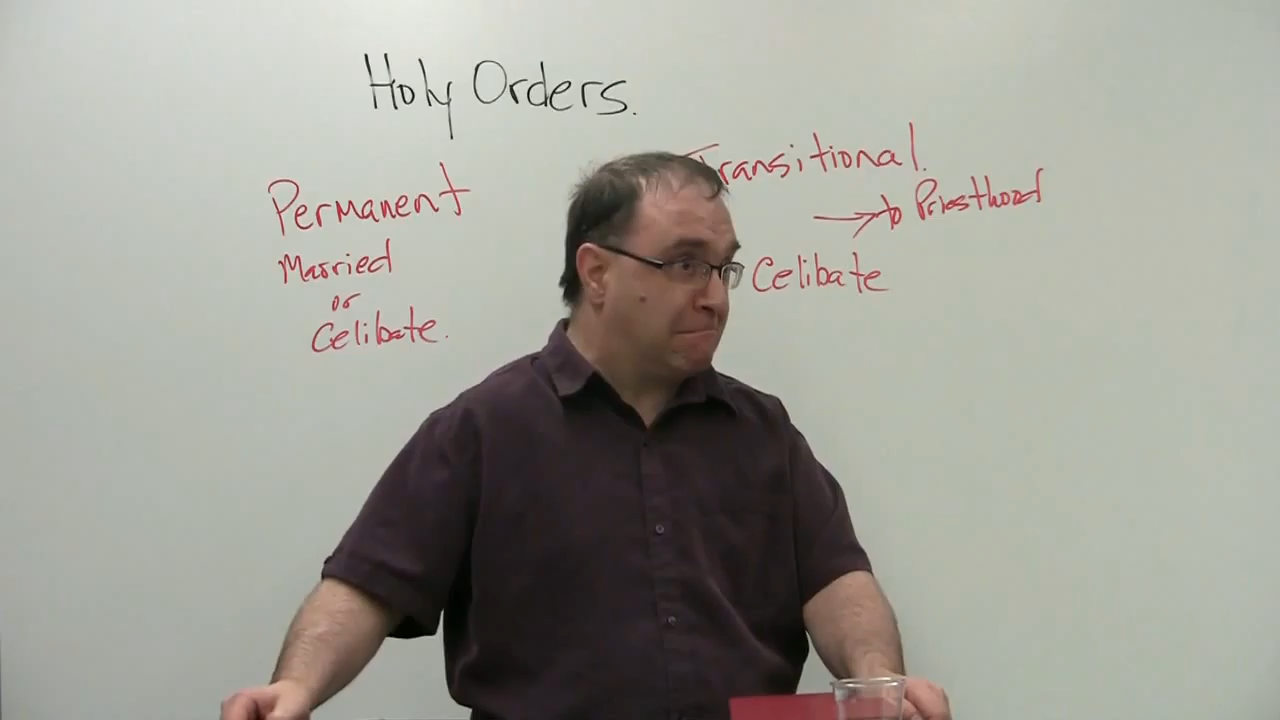 Holy Orders.
Permanent
Married
or
Celibate.
Transitional.
→ to Priesthood
Celibate